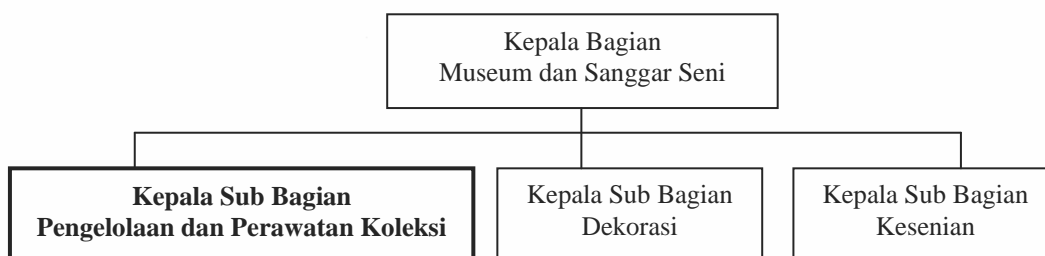 Kepala Bagian
Museum dan Sanggar Seni
Kepala Sub Bagian
Pengelolaan dan Perawatan Koleksi
Kepala Sub Bagian
Dekorasi
Kepala Sub Bagian
Kesenian